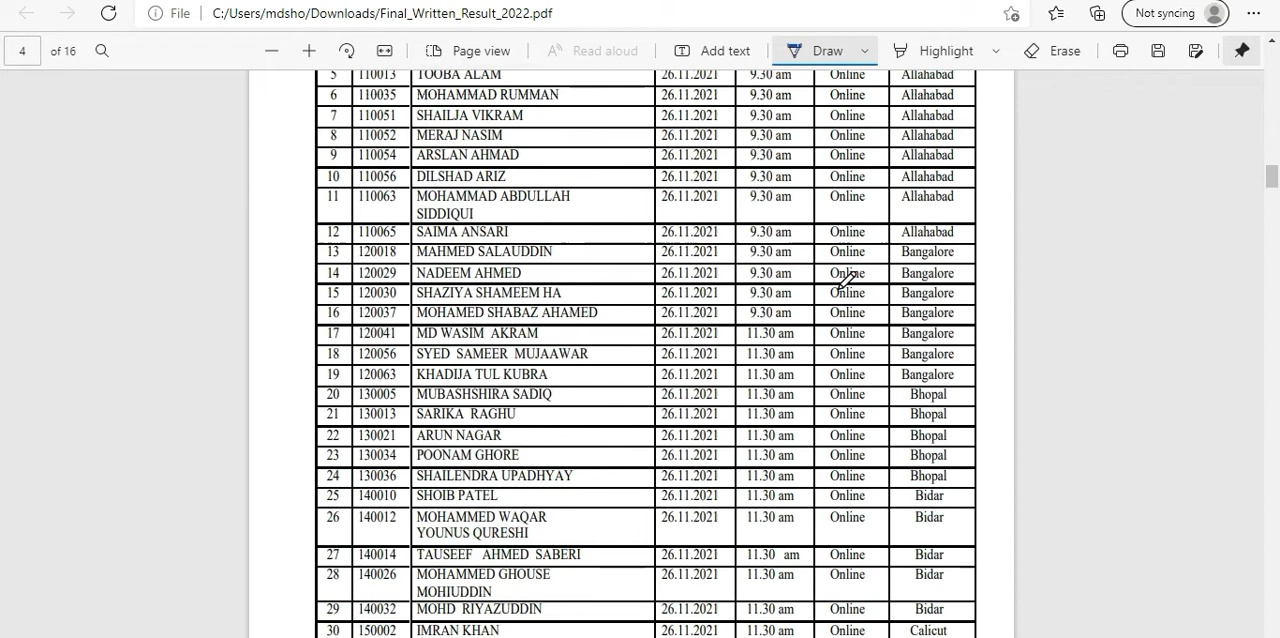 File C:/Users/mdsho/Downloads/Final_Written_Result_2022.pdf Not syncing
4 of 16 Page view Read aloud Add text Draw Highlight Erase
5 110013 TOOBA ALAM 26.11.2021 9.30 am Online Allahabad
6 110035 MOHAMMAD RUMMAN 26.11.2021 9.30 am Online Allahabad
7 110051 SHAILJA VIKRAM 26.11.2021 9.30 am Online Allahabad
8 110052 MERAJ NASIM 26.11.2021 9.30 am Online Allahabad
9 110054 ARSLAN AHMAD 26.11.2021 9.30 am Online Allahabad
10 110056 DILSHAD ARIZ 26.11.2021 9.30 am Online Allahabad
11 110063 MOHAMMAD ABDULLAH 26.11.2021 9.30 am Online Allahabad
SIDDIQUI
12 110065 SAIMA ANSARI 26.11.2021 9.30 am Online Allahabad
13 120018 MAHMED SALAUDDIN 26.11.2021 9.30 am Online Bangalore
14 120029 NADEEM AHMED 26.11.2021 9.30 am Online Bangalore
15 120030 SHAZIYA SHAMEEM HA 26.11.2021 9.30 am Online Bangalore
16 120037 MOHAMED SHABAZ AHAMED 26.11.2021 9.30 am Online Bangalore
17 120041 MD WASIM AKRAM 26.11.2021 11.30 am Online Bangalore
18 120056 SYED SAMEER MUJAAWAR 26.11.2021 11.30 am Online Bangalore
19 120063 KHADIJA TUL KUBRA 26.11.2021 11.30 am Online Bangalore
20 130005 MUBASHSHIRA SADIQ 26.11.2021 11.30 am Online Bhopal
21 130013 SARIKA RAGHU 26.11.2021 11.30 am Online Bhopal
22 130021 ARUN NAGAR 26.11.2021 11.30 am Online Bhopal
23 130034 POONAM GHORE 26.11.2021 11.30 am Online Bhopal
24 130036 SHAILENDRA UPADHYAY 26.11.2021 11.30 am Online Bhopal
25 140010 SHOIB PATEL 26.11.2021 11.30 am Online Bidar
26 140012 MOHAMMED WAQAR 26.11.2021 11.30 am Online Bidar
YOUNUS QURESHI
27 140014 TAUSEEF AHMED SABERI 26.11.2021 11.30 am Online Bidar
28 140026 MOHAMMED GHOUSE 26.11.2021 11.30 am Online Bidar
MOHIUDDIN
29 140032 MOHD RIYAZUDDIN 26.11.2021 11.30 am Online Bidar
30 150002 IMRAN KHAN 26.11.2021 11.30 am Online Calicut